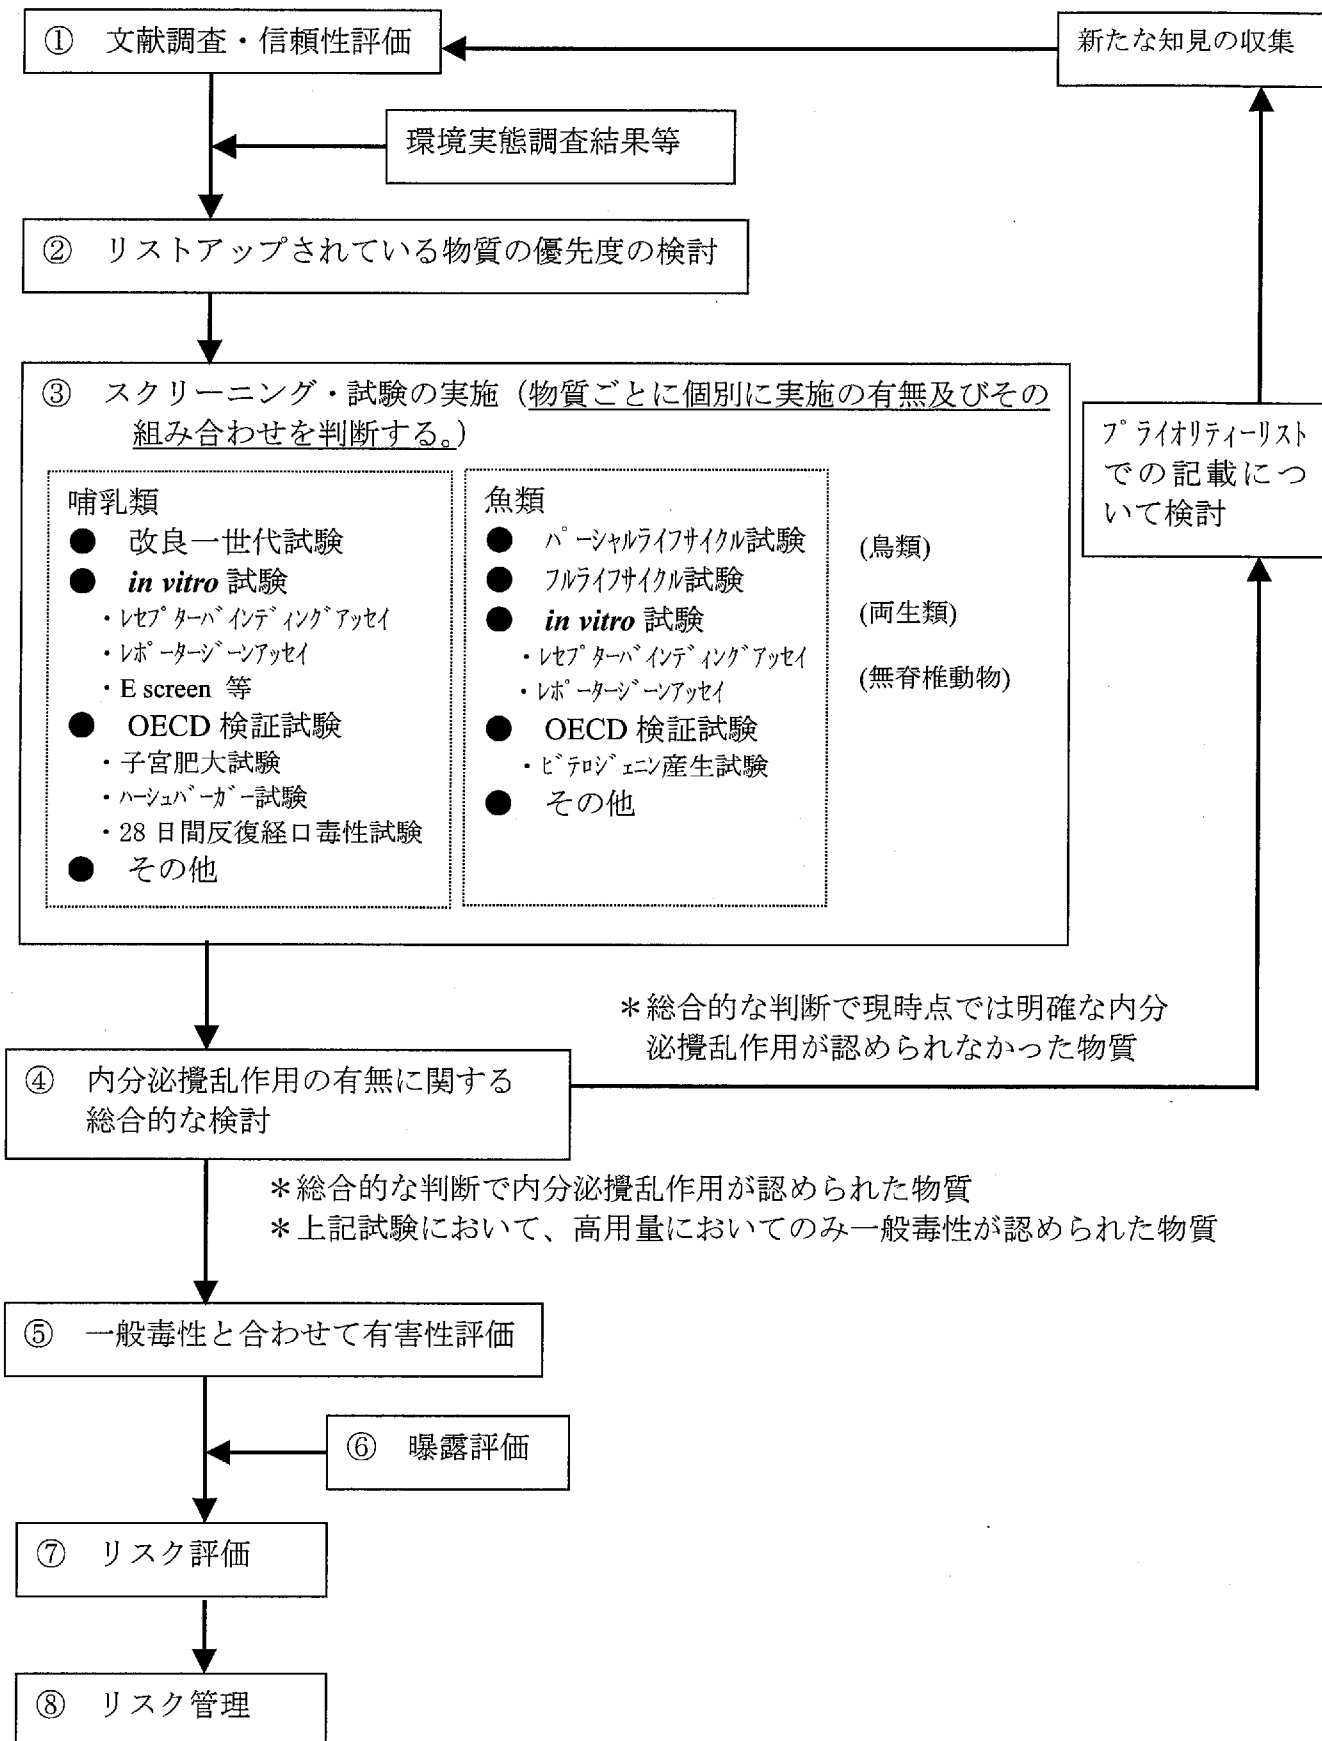 ① 文献調査・信頼性評価
新たな知見の収集
環境実態調査結果等
② リストアップされている物質の優先度の検討
③ スクリーニング・試験の実施（物質ごとに個別に実施の有無及びその
組み合わせを判断する。）
哺乳類
● 改良一世代試験
● in vitro 試験
・ﾚｾﾌﾟﾀｰﾊﾞｲﾝﾃﾞｨﾝｸﾞｱｯｾｲ
・ﾚﾎﾟｰﾀｰｼﾞｰﾝｱｯｾｲ
・E screen 等
● OECD 検証試験
・子宮肥大試験
・ﾊｰｼｭﾊﾞｰｶﾞｰ試験
・28 日間反復経口毒性試験
● その他
魚類
● ﾊﾟｰｼｬﾙﾗｲﾌｻｲｸﾙ試験
● ﾌﾙﾗｲﾌｻｲｸﾙ試験
● in vitro 試験
・ﾚｾﾌﾟﾀｰﾊﾞｲﾝﾃﾞｨﾝｸﾞｱｯｾｲ
・ﾚﾎﾟｰﾀｰｼﾞｰﾝｱｯｾｲ
● OECD 検証試験
・ﾋﾞﾃﾛｼﾞｪﾆﾝ産生試験
● その他
(鳥類)
(両生類)
(無脊椎動物)
ﾌﾟﾗｲｵﾘﾃｨｰﾘｽﾄ
での記載につ
いて検討
＊総合的な判断で現時点では明確な内分
泌攪乱作用が認められなかった物質
④ 内分泌攪乱作用の有無に関する
総合的な検討
＊総合的な判断で内分泌攪乱作用が認められた物質
＊上記試験において、高用量においてのみ一般毒性が認められた物質
⑤ 一般毒性と合わせて有害性評価
⑥ 曝露評価
⑦ リスク評価
⑧ リスク管理